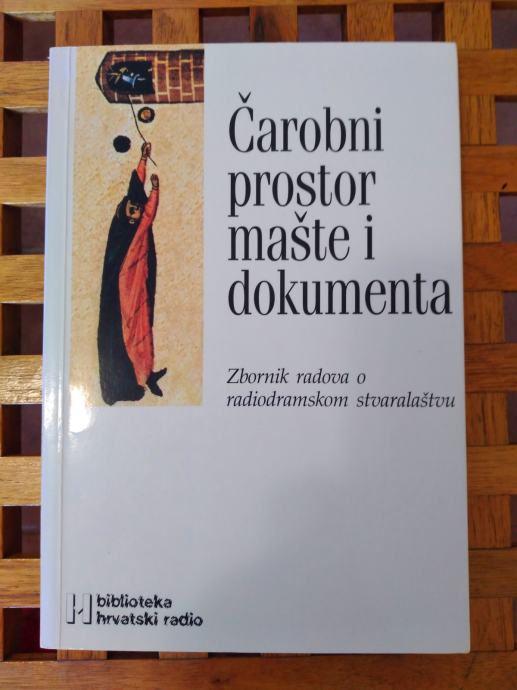 Čarobni
prostor
mašte i
dokumenta
Zbornik radova o
radiodramskom stvaralaštvu
biblioteka
hrvatski radio